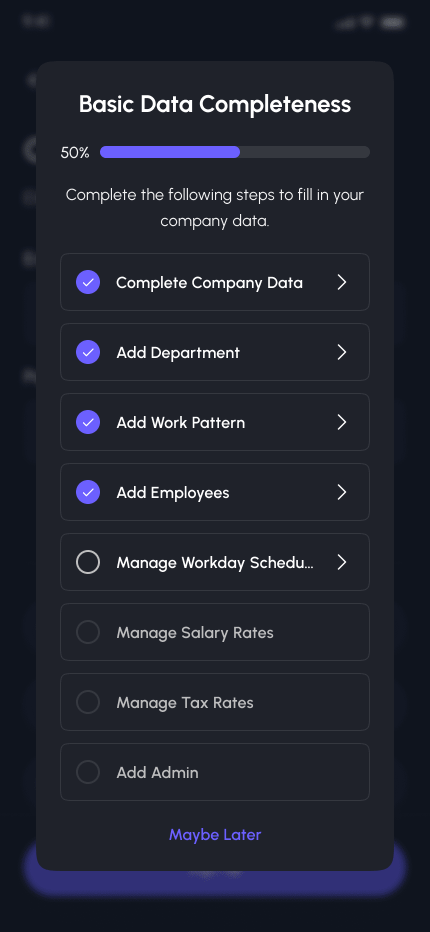 Basic Data Completeness
50%
Complete the following steps to fill in your
company data.
Complete Company Data
Add Department
Add Work Pattern
Add Employees
Manage Workday Schedu...
Manage Salary Rates
Manage Tax Rates
Add Admin
Maybe Later